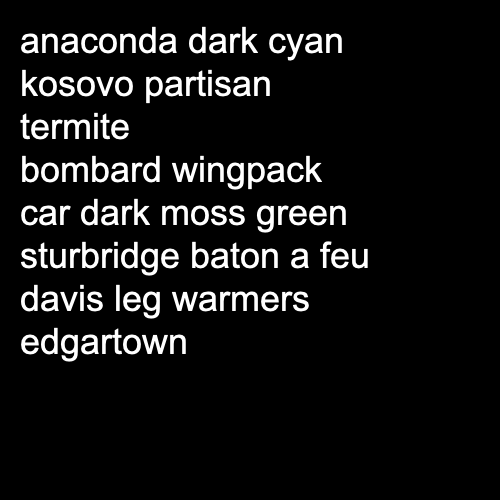 anaconda dark cyan
kosovo partisan
termite
bombard wingpack
car dark moss green
sturbridge baton a feu
davis leg warmers
edgartown